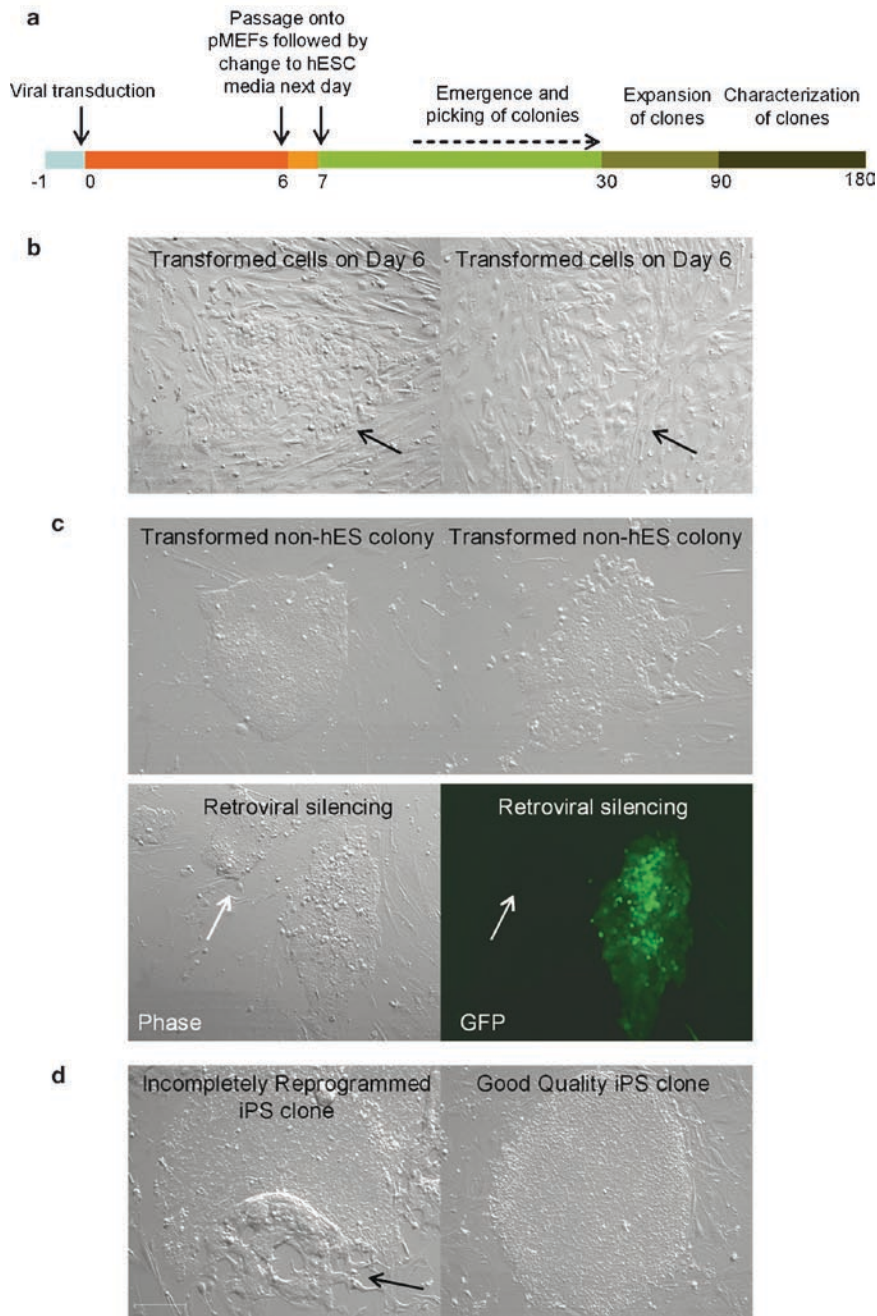 a
Passage onto
pMEFs followed by
change to hESC
media next day
Viral transduction
Emergence and
picking of colonies
Expansion
of clones
Characterization
of clones
-1 0 6 7 30 90 180
b
Transformed cells on Day 6
Transformed cells on Day 6
c
Transformed non-hES colony
Transformed non-hES colony
Retroviral silencing
Retroviral silencing
Phase
GFP
d
Incompletely Reprogrammed
iPS clone
Good Quality iPS clone